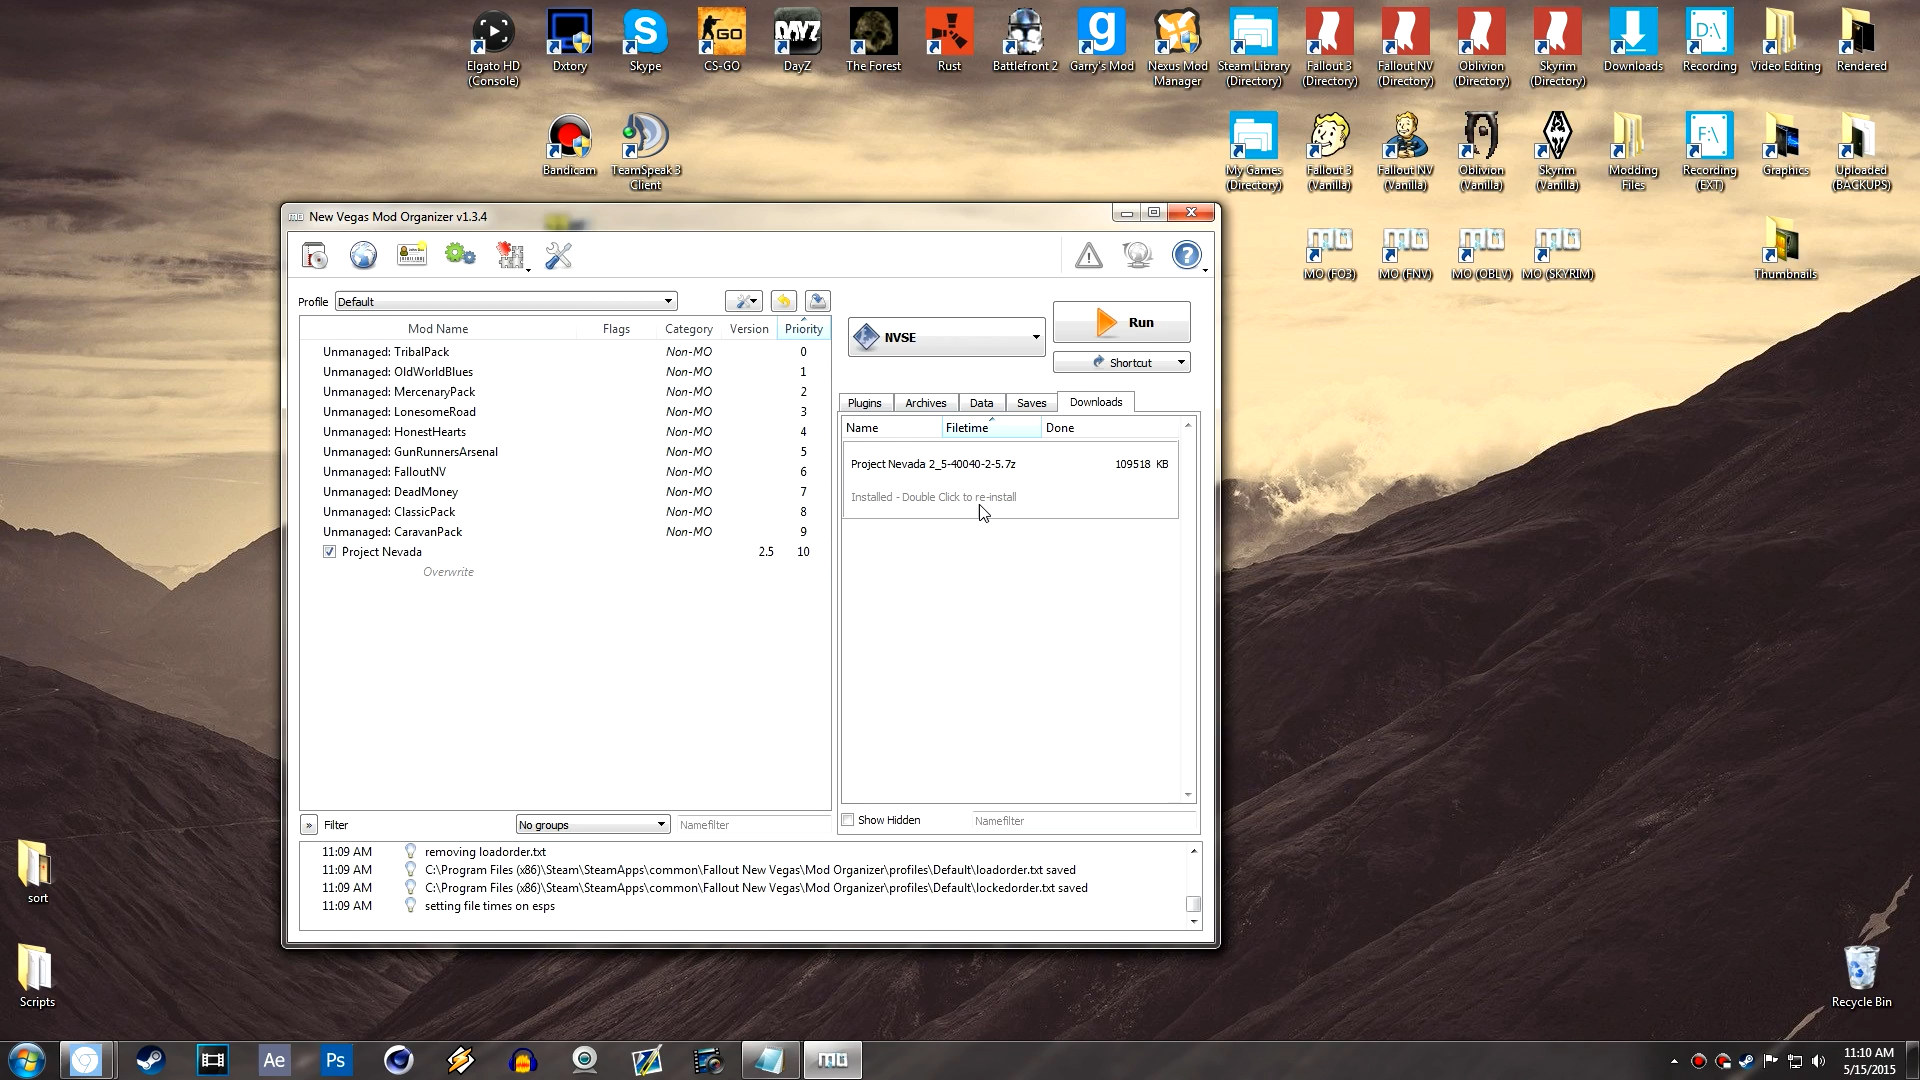 Elgato HD
(Console)
Dxtory
Skype
CS-GO
DayZ
The Forest
Rust
Battlefront 2
Garry's Mod
Nexus Mod
Manager
Steam Library
(Directory)
Fallout 3
(Directory)
Fallout NV
(Directory)
Oblivion
(Directory)
Skyrim
(Directory)
Downloads
Recording
Video Editing
Rendered
Bandicam
TeamSpeak 3
Client
My Games
(Directory)
Fallout 3
(Vanilla)
Fallout NV
(Vanilla)
Oblivion
(Vanilla)
Skyrim
(Vanilla)
Modding
Files
Recording
(EXT)
Graphics
Uploaded
(BACKUPS)
MO (FO3)
MO (FNV)
MO (OBLV)
MO (SKYRIM)
Thumbnails
New Vegas Mod Organizer v1.3.4
Profile Default
NVSE
Run
Shortcut
Mod Name Flags Category Version Priority
Unmanaged: TribalPack Non-MO 0
Unmanaged: OldWorldBlues Non-MO 1
Unmanaged: MercenaryPack Non-MO 2
Unmanaged: LonesomeRoad Non-MO 3
Unmanaged: HonestHearts Non-MO 4
Unmanaged: GunRunnersArsenal Non-MO 5
Unmanaged: FalloutNV Non-MO 6
Unmanaged: DeadMoney Non-MO 7
Unmanaged: ClassicPack Non-MO 8
Unmanaged: CaravanPack Non-MO 9
Project Nevada 2.5 10
Overwrite
Plugins Archives Data Saves Downloads
Name Filetime Done
Project Nevada 2_5-40040-2-5.7z 109518 KB
Installed - Double Click to re-install
» Filter No groups Namefilter
Show Hidden Namefilter
11:09 AM removing loadorder.txt
11:09 AM C:\Program Files (x86)\Steam\SteamApps\common\Fallout New Vegas\Mod Organizer\profiles\Default\loadorder.txt saved
11:09 AM C:\Program Files (x86)\Steam\SteamApps\common\Fallout New Vegas\Mod Organizer\profiles\Default\lockedorder.txt saved
11:09 AM setting file times on esps
sort
Scripts
Recycle Bin
Ae
Ps
11:10 AM
5/15/2015